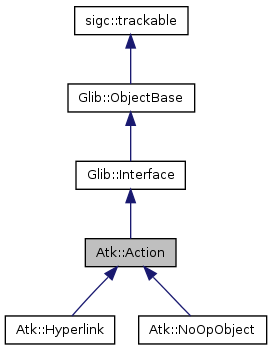 sigc::trackable
Glib::ObjectBase
Glib::Interface
Atk::Action
Atk::Hyperlink
Atk::NoOpObject